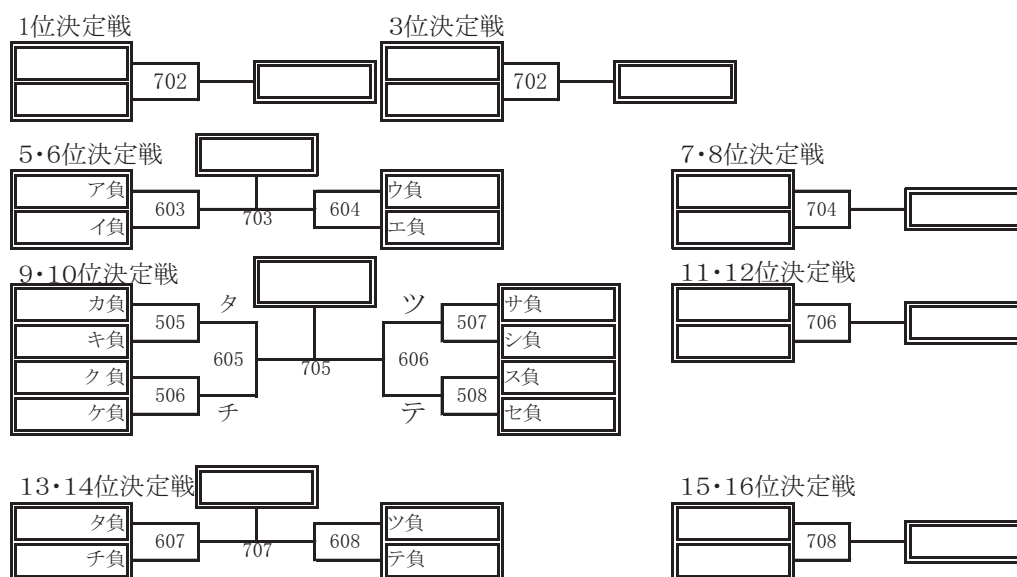 1位決定戦 3位決定戦
702 702
5・6位決定戦 7・8位決定戦
ア負 ウ負
603 703 604 704
イ負 エ負
9・10位決定戦 11・12位決定戦
カ負 タ ツ サ負
505 507 706
キ負 シ負
605 705 606
ク負 ス負
506 508
ケ負 チ テ セ負
13・14位決定戦 15・16位決定戦
タ負 ツ負
607 707 608 708
チ負 テ負